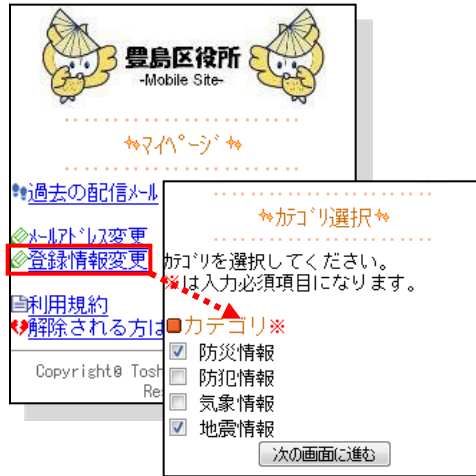 豊島区役所
-Mobile Site-
ﾏｲﾍﾟｰｼﾞ
過去の配信ﾒｰﾙ
ﾒｰﾙｱﾄﾞﾚｽ変更
登録情報変更
利用規約
解除される方は
Copyright@ Tosh
Re
ｶﾃｺﾞﾘ選択
ｶﾃｺﾞﾘを選択してください。
※は入力必須項目になります。
カテゴリ※
防災情報
防犯情報
気象情報
地震情報
次の画面に進む